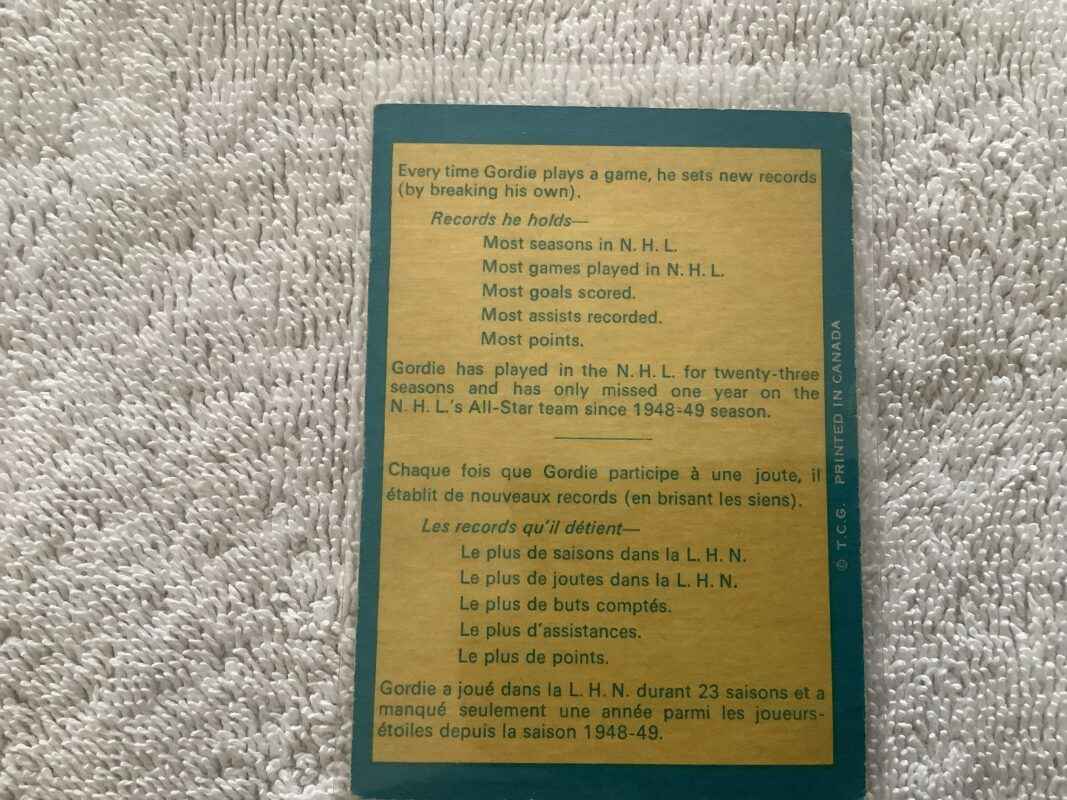 Every time Gordie plays a game, he sets new records
(by breaking his own).
Records he holds—
Most seasons in N. H. L.
Most games played in N. H. L.
Most goals scored.
Most assists recorded.
Most points.
Gordie has played in the N. H. L. for twenty-three
seasons and has only missed one year on the
N. H. L.'s All-Star team since 1948-49 season.
Chaque fois que Gordie participe à une joute, il
établit de nouveaux records (en brisant les siens).
Les records qu'il détient—
Le plus de saisons dans la L. H. N.
Le plus de joutes dans la L. H. N.
Le plus de buts comptés.
Le plus d'assistances.
Le plus de points.
Gordie a joué dans la L. H. N. durant 23 saisons et a
manqué seulement une année parmi les joueurs-
étoiles depuis la saison 1948-49.
© T.C.G. PRINTED IN CANADA